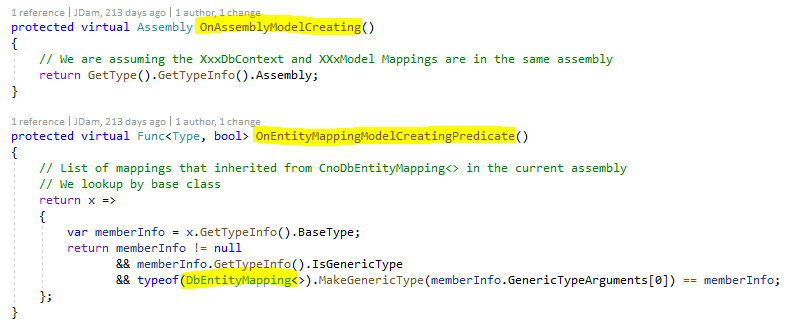 1 reference | JDam, 213 days ago | 1 author, 1 change
protected virtual Assembly OnAssemblyModelCreating()
{
// We are assuming the XxxDbContext and XXxModel Mappings are in the same assembly
return GetType().GetTypeInfo().Assembly;
}
1 reference | JDam, 213 days ago | 1 author, 1 change
protected virtual Func<Type, bool> OnEntityMappingModelCreatingPredicate()
{
// List of mappings that inherited from CnoDbEntityMapping<> in the current assembly
// We lookup by base class
return x =>
{
var memberInfo = x.GetTypeInfo().BaseType;
return memberInfo != null
&& memberInfo.GetTypeInfo().IsGenericType
&& typeof(DbEntityMapping<>).MakeGenericType(memberInfo.GenericTypeArguments[0]) == memberInfo;
};
}